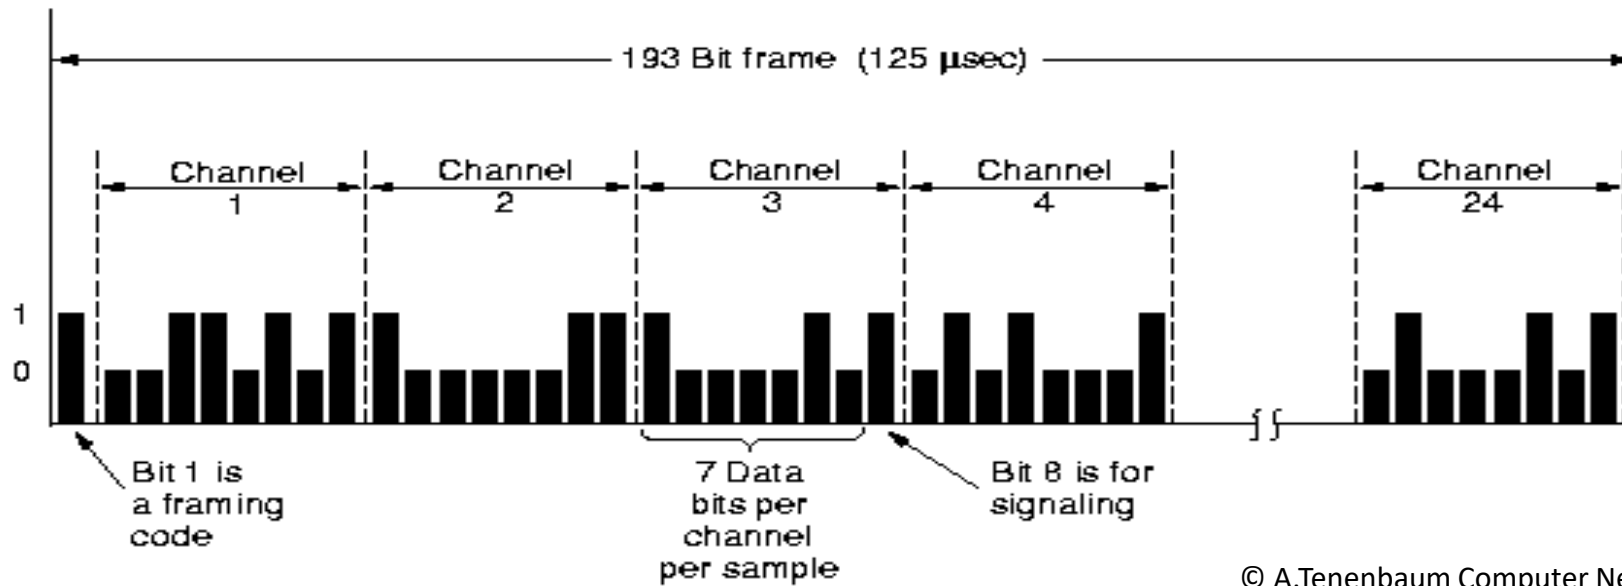 193 Bit frame (125 μsec)
Channel
1
Channel
2
Channel
3
Channel
4
Channel
24
1
0
Bit 1 is
a framing
code
7 Data
bits per
channel
per sample
Bit 8 is for
signaling
© A.Tenenbaum Computer Ne